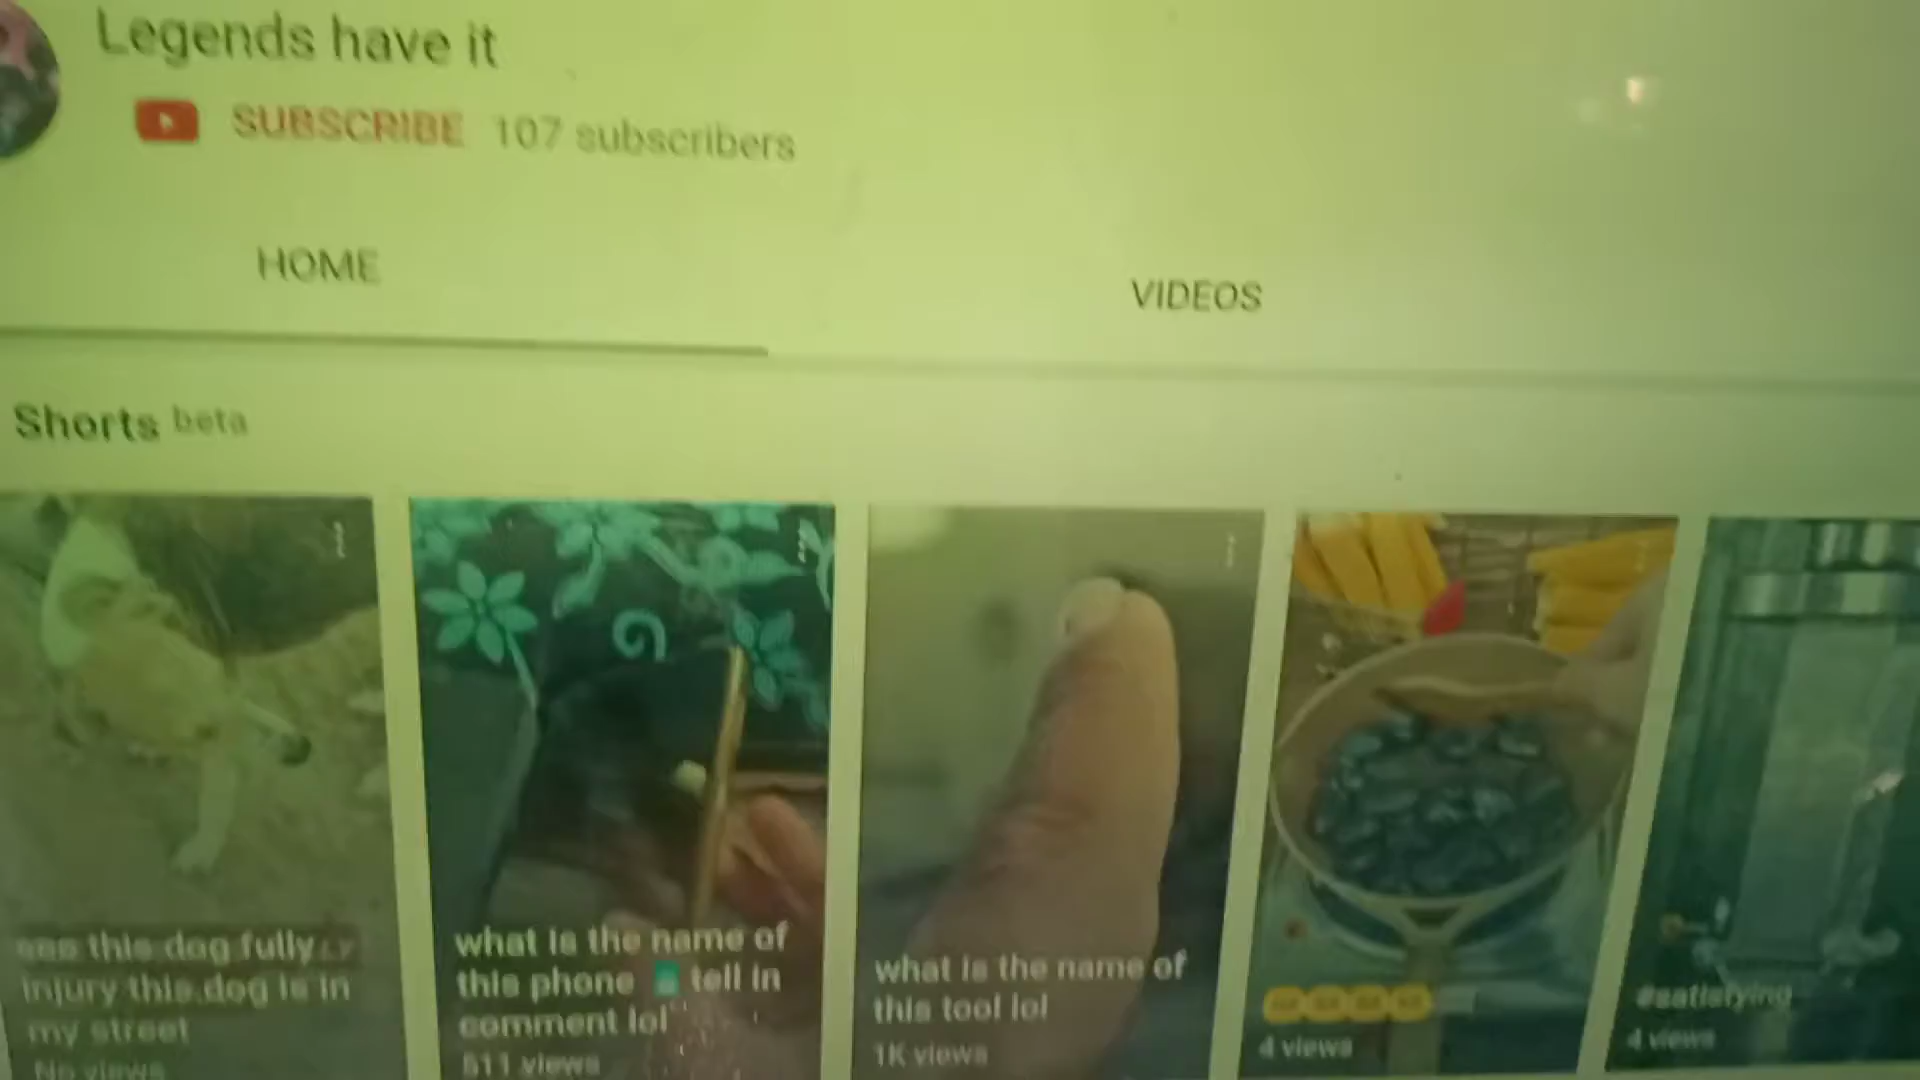 Legends have it
SUBSCRIBE 107 subscribers
HOME
VIDEOS
Shorts beta
see this dog fully
injury this dog is in
my street
No views
what is the name of
this phone tell in
comment lol
511 views
what is the name of
this tool lol
1K views
4 views
#satisfying
4 views